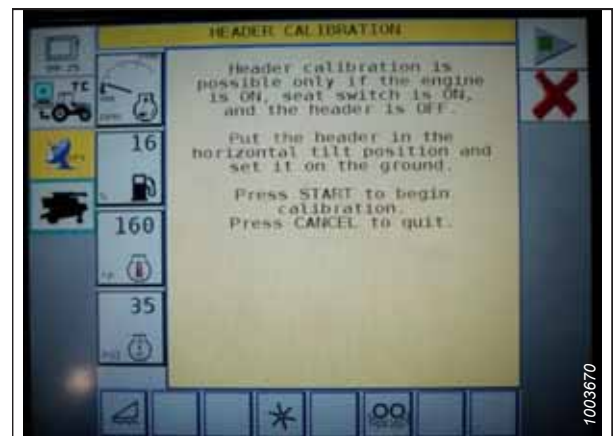 HEADER CALIBRATION
Header calibration is
possible only if the engine
is ON, seat switch is ON,
and the header is OFF.
Put the header in the
horizontal tilt position and
set it on the ground.
Press START to begin
calibration.
Press CANCEL to quit.
TC
16
160
35
1003670